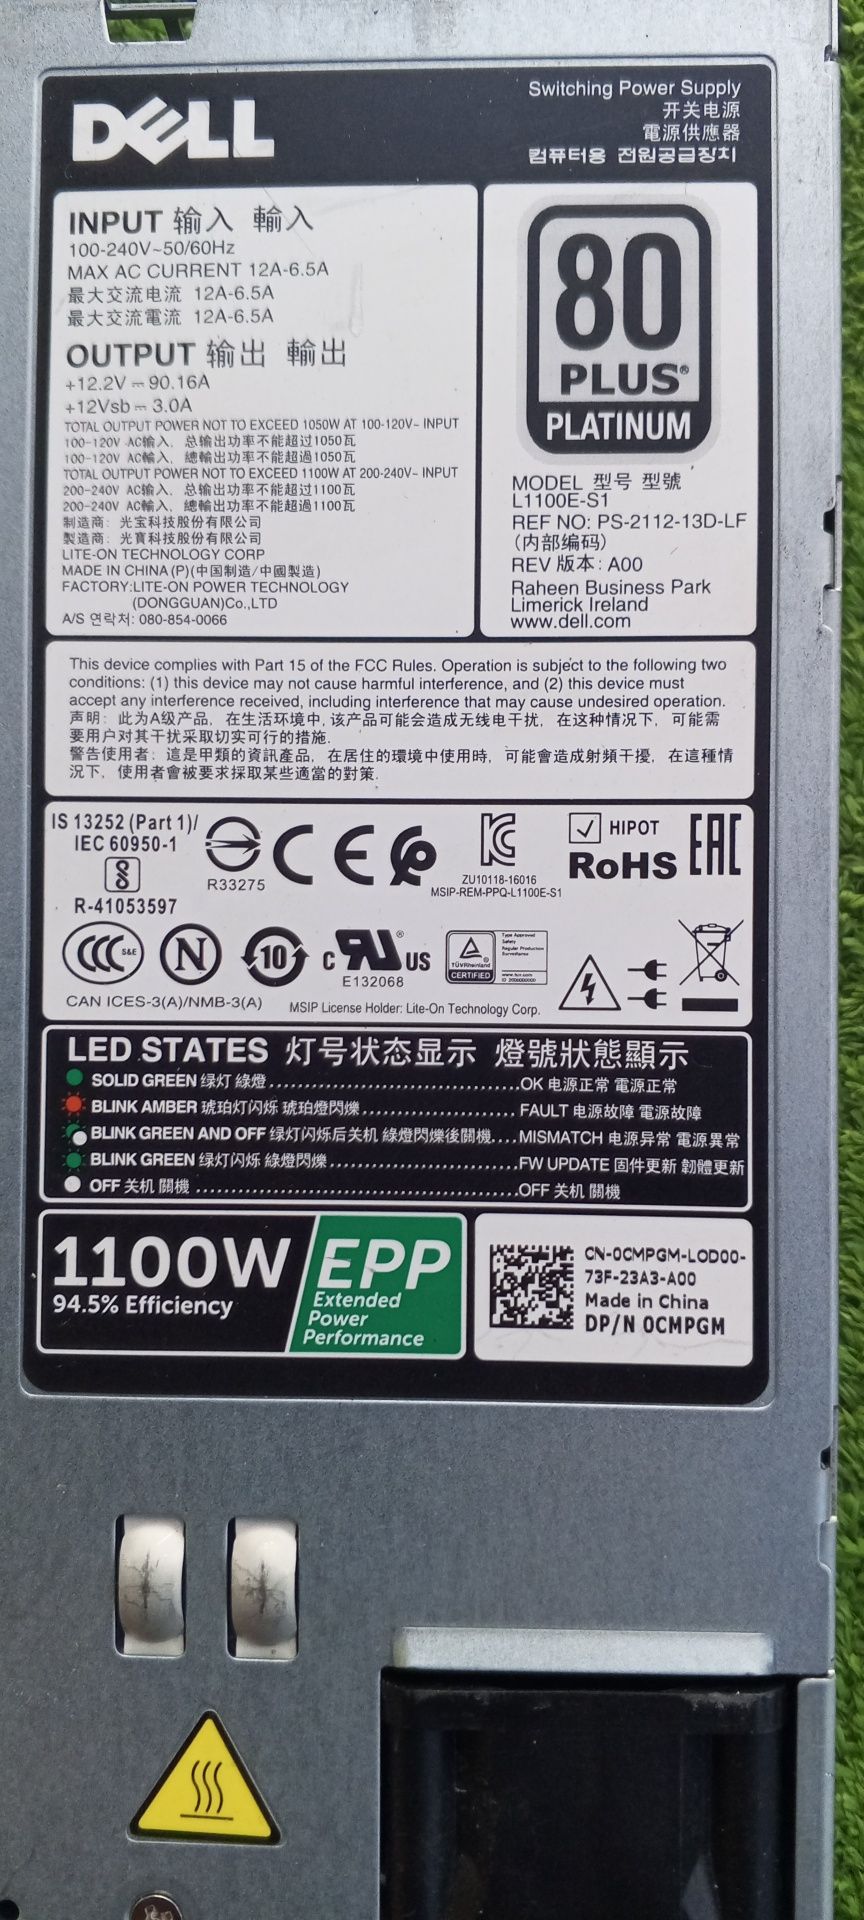 DELL
Switching Power Supply
开关电源
電源供應器
컴퓨터용 전원공급장치
INPUT 输入 輸入
100-240V~50/60Hz
MAX AC CURRENT 12A-6.5A
最大交流电流 12A-6.5A
最大交流電流 12A-6.5A
OUTPUT 输出 輸出
+12.2V⎓90.16A
+12Vsb⎓3.0A
TOTAL OUTPUT POWER NOT TO EXCEED 1050W AT 100-120V~ INPUT
100-120V AC输入, 总输出功率不能超过1050瓦
100-120V AC輸入, 總輸出功率不能超過1050瓦
TOTAL OUTPUT POWER NOT TO EXCEED 1100W AT 200-240V~ INPUT
200-240V AC输入, 总输出功率不能超过1100瓦
200-240V AC輸入, 總輸出功率不能超過1100瓦
制造商: 光宝科技股份有限公司
製造商: 光寶科技股份有限公司
LITE-ON TECHNOLOGY CORP
MADE IN CHINA (P)(中国制造/中國製造)
FACTORY:LITE-ON POWER TECHNOLOGY
(DONGGUAN)Co.,LTD
A/S 연락처: 080-854-0066
80
PLUS®
PLATINUM
MODEL 型号 型號
L1100E-S1
REF NO: PS-2112-13D-LF
(内部编码)
REV 版本: A00
Raheen Business Park
Limerick Ireland
www.dell.com
This device complies with Part 15 of the FCC Rules. Operation is subject to the following two
conditions: (1) this device may not cause harmful interference, and (2) this device must
accept any interference received, including interference that may cause undesired operation.
声明: 此为A级产品, 在生活环境中, 该产品可能会造成无线电干扰, 在这种情况下, 可能需
要用户对其干扰采取切实可行的措施.
警告使用者: 這是甲類的資訊產品, 在居住的環境中使用時, 可能會造成射頻干擾, 在這種情
況下, 使用者會被要求採取某些適當的對策.
IS 13252 (Part 1)/
IEC 60950-1
R-41053597
R33275
CE
ZU10118-16016
MSIP-REM-PPQ-L1100E-S1
HIPOT
RoHS
EAC
CCC S&E
N
10
c RU® US
E132068
TÜVRheinland
CERTIFIED
Type Approved
Safety
Regular Production
Surveillance
www.tuv.com
CAN ICES-3(A)/NMB-3(A)
MSIP License Holder: Lite-On Technology Corp.
LED STATES 灯号状态显示 燈號狀態顯示
SOLID GREEN 绿灯 綠燈 ........OK 电源正常 電源正常
BLINK AMBER 琥珀灯闪烁 琥珀燈閃爍........ FAULT 电源故障 電源故障
BLINK GREEN AND OFF 绿灯闪烁后关机 綠燈閃爍後關機....MISMATCH 电源异常 電源異常
BLINK GREEN 绿灯闪烁 綠燈閃爍........FW UPDATE 固件更新 韌體更新
OFF 关机 關機 ........OFF 关机 關機
1100W
94.5% Efficiency
EPP
Extended
Power
Performance
CN-0CMPGM-LOD00-
73F-23A3-A00
Made in China
DP/N 0CMPGM